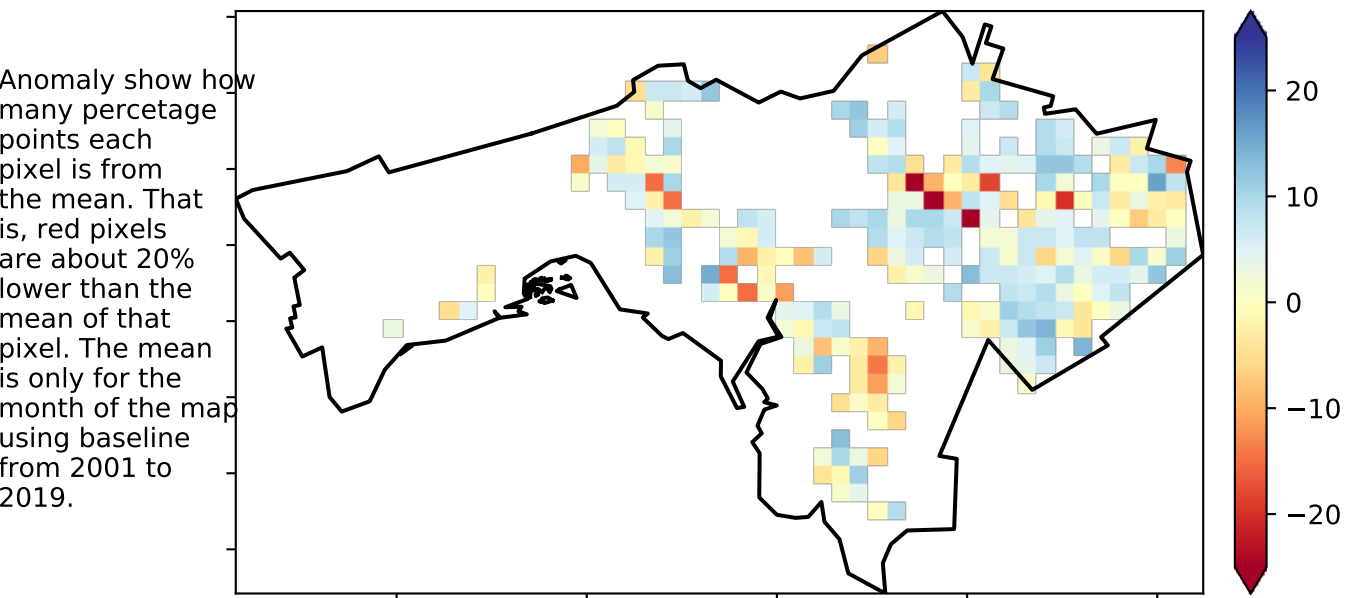 Anomaly show how
many percetage
points each
pixel is from
the mean. That
is, red pixels
are about 20%
lower than the
mean of that
pixel. The mean
is only for the
month of the map
using baseline
from 2001 to
2019.
20
10
0
−10
−20